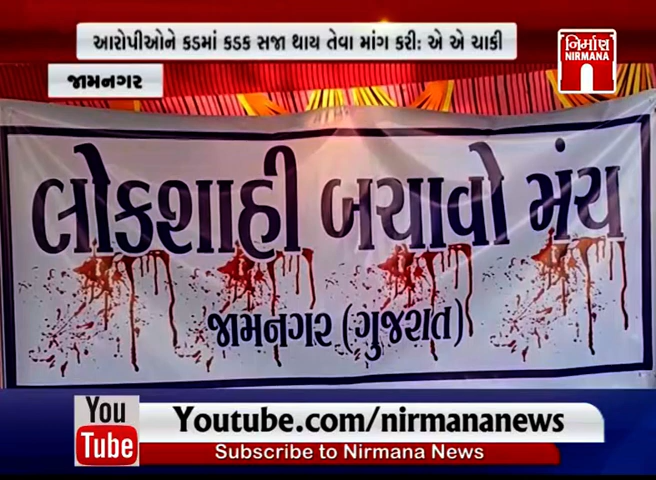 આરોપીઓને કડમાં કડક સજા થાય તેવા માંગ કરી: એ એ ચાકી
નિર્માણ
NIRMANA
જામનગર
લોકશાહી બચાવો મંચ
જામનગર (ગુજરાત)
You
Tube
Youtube.com/nirmananews
Subscribe to Nirmana News